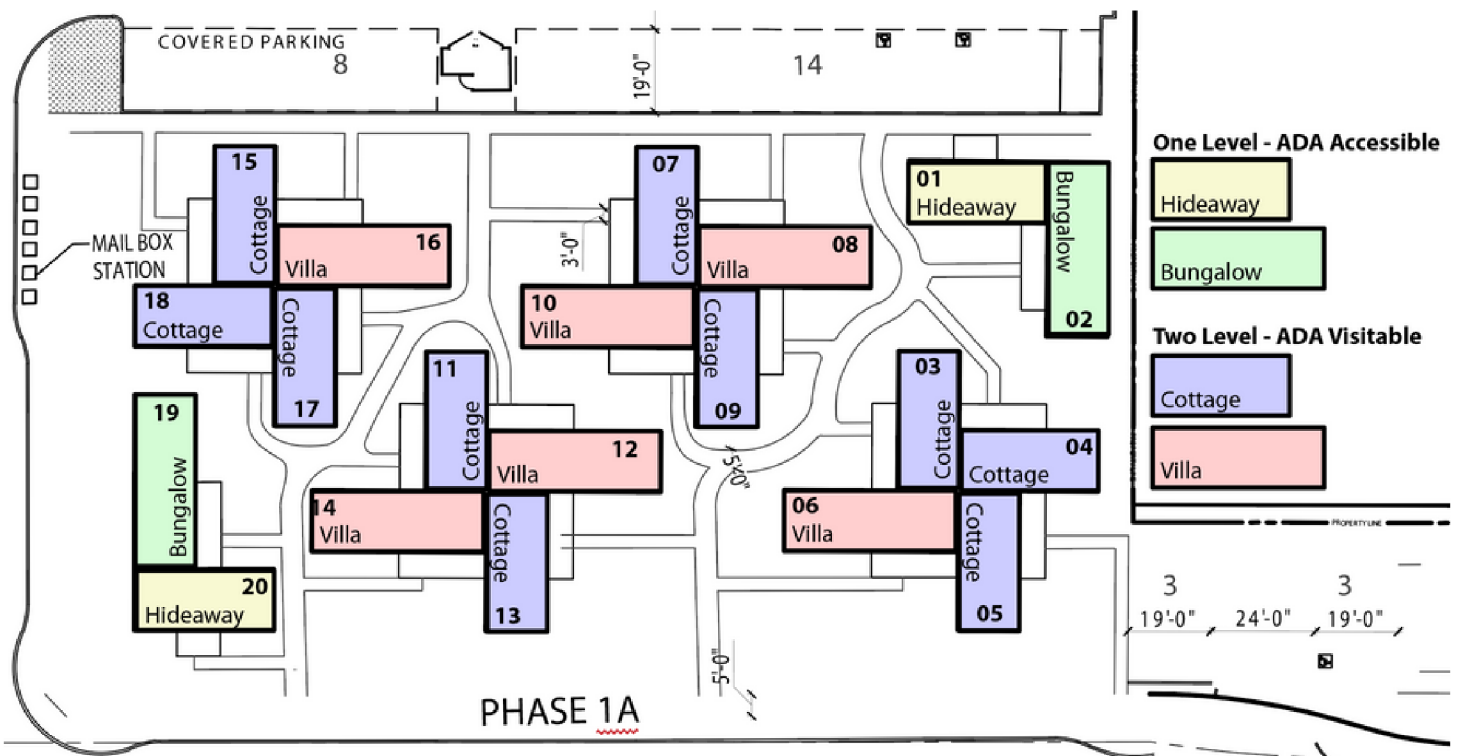 COVERED PARKING
8
14
19'-0"
15
Cottage
16
Villa
18
Cottage
Cottage
17
MAIL BOX
STATION
3'-0"
07
Cottage
08
Villa
10
Villa
Cottage
09
01
Hideaway
Bungalow
02
One Level - ADA Accessible
Hideaway
Bungalow
Two Level - ADA Visitable
Cottage
Villa
11
Cottage
12
Villa
14
Villa
Cottage
13
03
Cottage
04
Cottage
06
Villa
Cottage
05
19
Bungalow
20
Hideaway
5'-0"
5'-0"
PROPERTY LINE
3
3
19'-0"
24'-0"
19'-0"
PHASE 1A